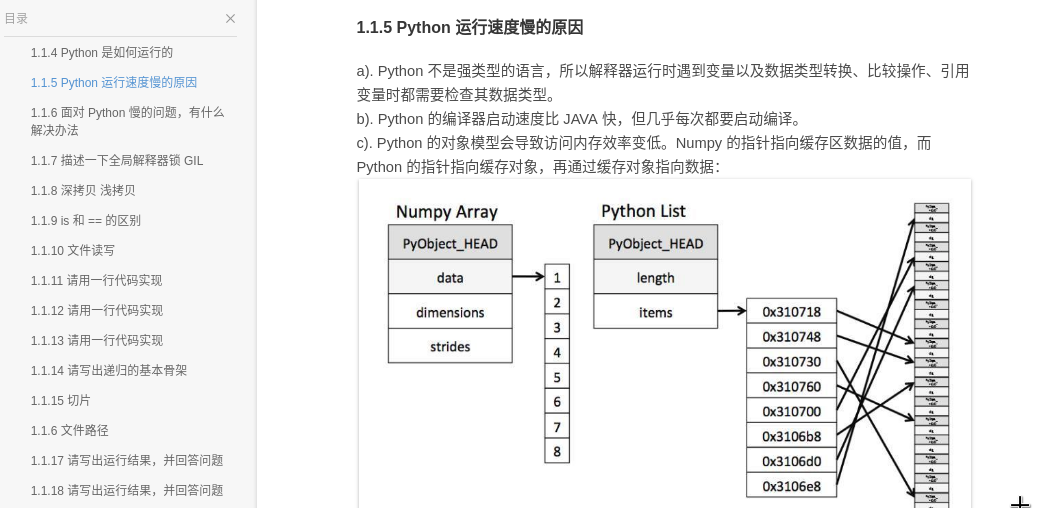 目录 ×
1.1.4 Python 是如何运行的
1.1.5 Python 运行速度慢的原因
1.1.6 面对 Python 慢的问题，有什么
解决办法
1.1.7 描述一下全局解释器锁 GIL
1.1.8 深拷贝 浅拷贝
1.1.9 is 和 == 的区别
1.1.10 文件读写
1.1.11 请用一行代码实现
1.1.12 请用一行代码实现
1.1.13 请用一行代码实现
1.1.14 请写出递归的基本骨架
1.1.15 切片
1.1.6 文件路径
1.1.17 请写出运行结果，并回答问题
1.1.18 请写出运行结果，并回答问题
1.1.5 Python 运行速度慢的原因
a). Python 不是强类型的语言，所以解释器运行时遇到变量以及数据类型转换、比较操作、引用
变量时都需要检查其数据类型。
b). Python 的编译器启动速度比 JAVA 快，但几乎每次都要启动编译。
c). Python 的对象模型会导致访问内存效率变低。Numpy 的指针指向缓存区数据的值，而
Python 的指针指向缓存对象，再通过缓存对象指向数据：
Numpy Array
PyObject_HEAD
data
dimensions
strides
1
2
3
4
5
6
7
8
Python List
PyObject_HEAD
length
items
0x310718
0x310748
0x310730
0x310760
0x310700
0x3106b8
0x3106d0
0x3106e8